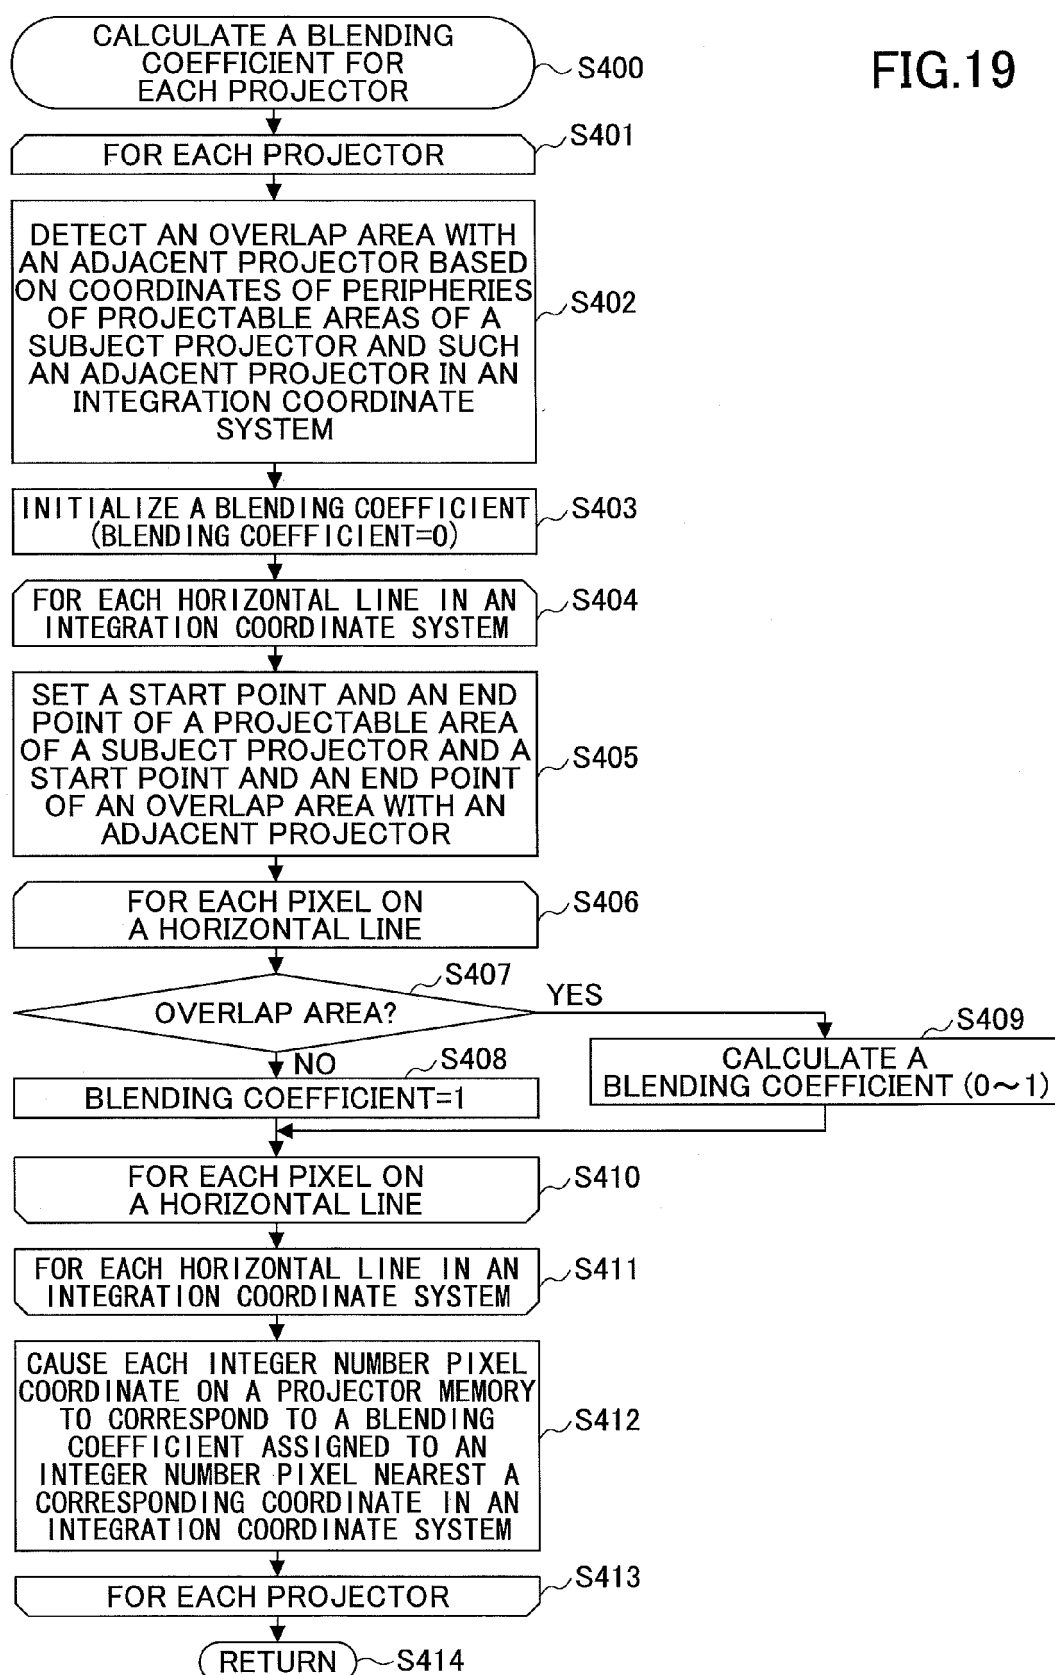 CALCULATE A BLENDING
COEFFICIENT FOR
EACH PROJECTOR
S400
FIG.19
FOR EACH PROJECTOR
S401
DETECT AN OVERLAP AREA WITH
AN ADJACENT PROJECTOR BASED
ON COORDINATES OF PERIPHERIES
OF PROJECTABLE AREAS OF A
SUBJECT PROJECTOR AND SUCH
AN ADJACENT PROJECTOR IN AN
INTEGRATION COORDINATE
SYSTEM
S402
INITIALIZE A BLENDING COEFFICIENT
(BLENDING COEFFICIENT=0)
S403
FOR EACH HORIZONTAL LINE IN AN
INTEGRATION COORDINATE SYSTEM
S404
SET A START POINT AND AN END
POINT OF A PROJECTABLE AREA
OF A SUBJECT PROJECTOR AND A
START POINT AND AN END POINT
OF AN OVERLAP AREA WITH AN
ADJACENT PROJECTOR
S405
FOR EACH PIXEL ON
A HORIZONTAL LINE
S406
OVERLAP AREA?
S407
YES
NO
BLENDING COEFFICIENT=1
S408
CALCULATE A
BLENDING COEFFICIENT (0～1)
S409
FOR EACH PIXEL ON
A HORIZONTAL LINE
S410
FOR EACH HORIZONTAL LINE IN AN
INTEGRATION COORDINATE SYSTEM
S411
CAUSE EACH INTEGER NUMBER PIXEL
COORDINATE ON A PROJECTOR MEMORY
TO CORRESPOND TO A BLENDING
COEFFICIENT ASSIGNED TO AN
INTEGER NUMBER PIXEL NEAREST A
CORRESPONDING COORDINATE IN AN
INTEGRATION COORDINATE SYSTEM
S412
FOR EACH PROJECTOR
S413
RETURN
S414